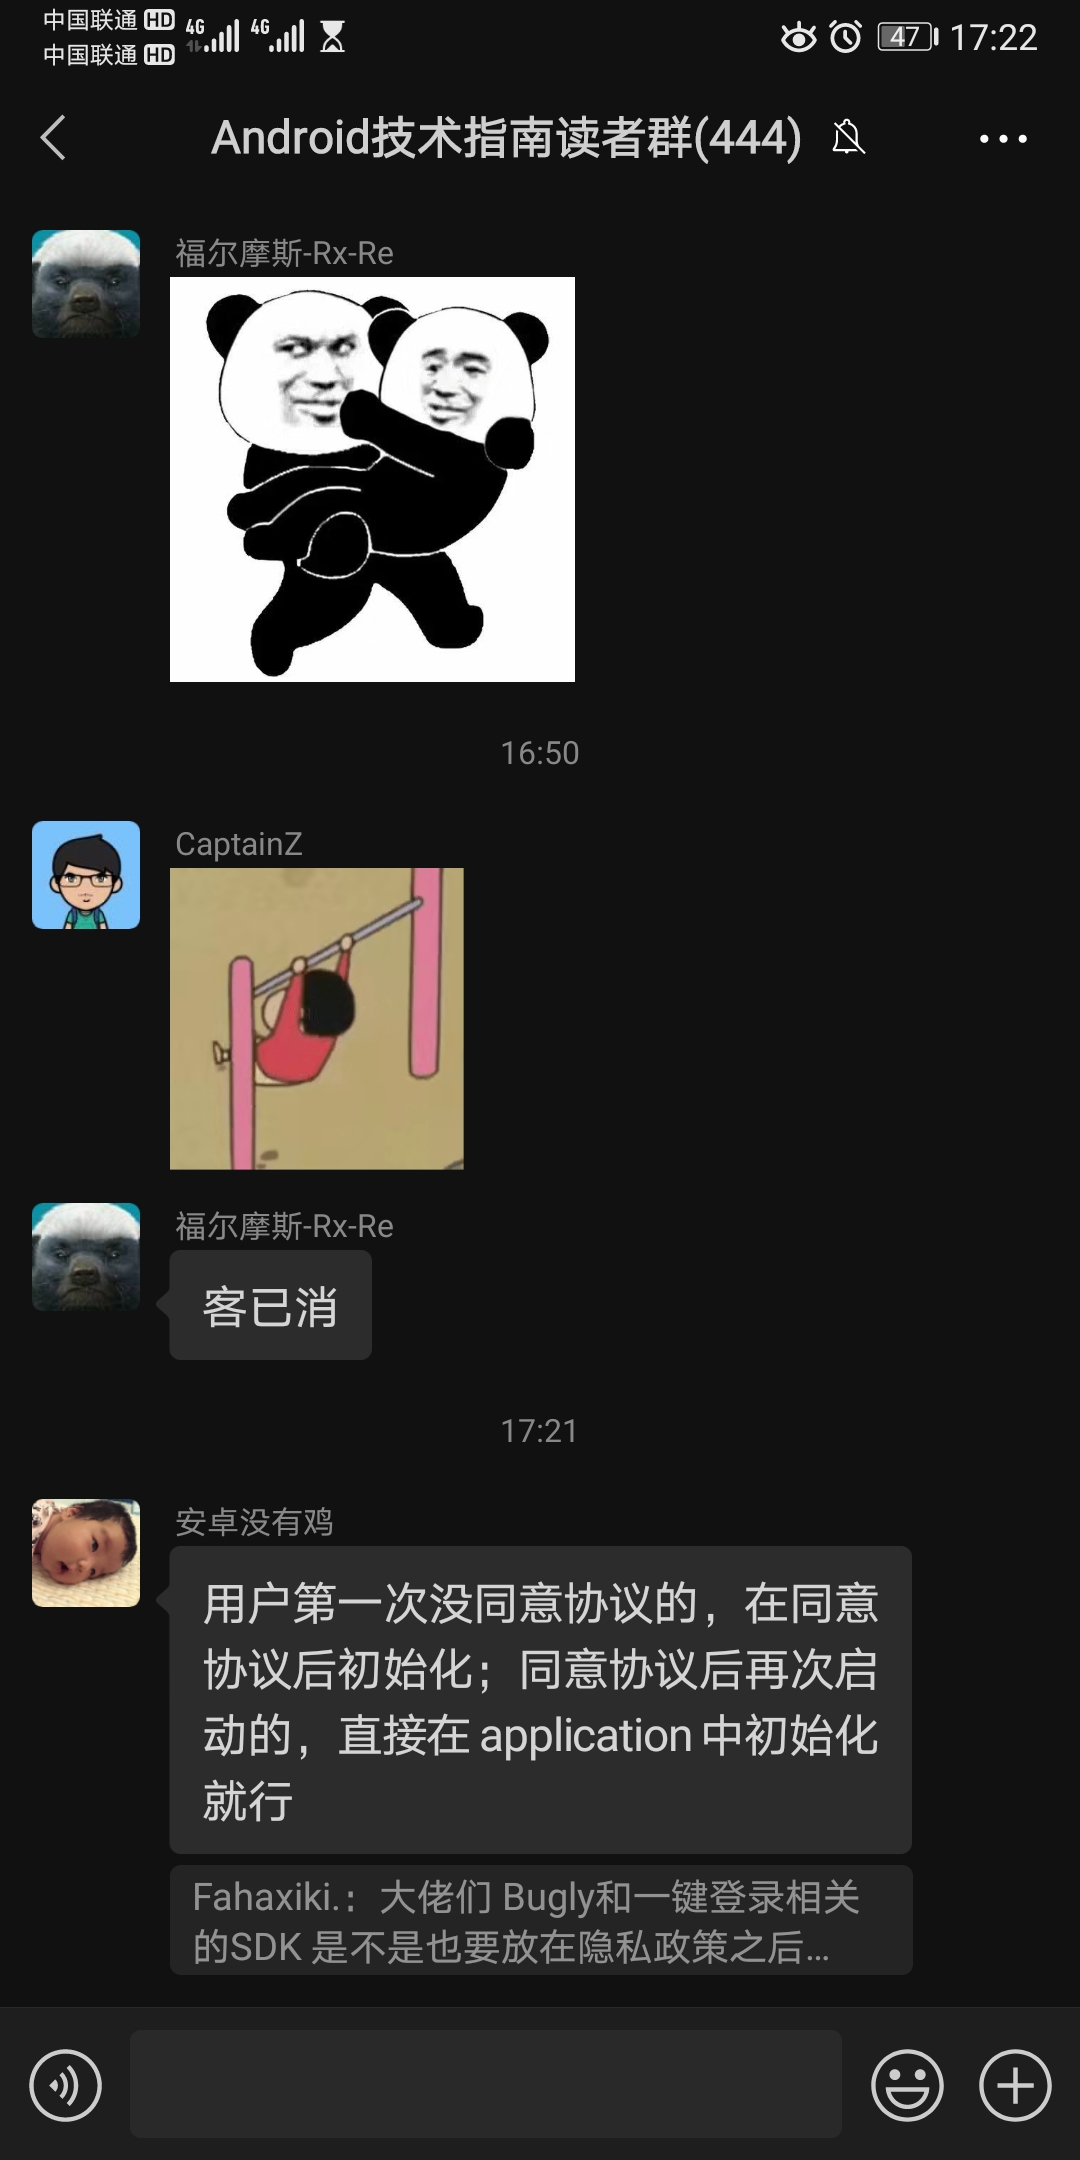 中国联通 HD 4G 4G 47 17:22
中国联通 HD
Android技术指南读者群(444)
福尔摩斯-Rx-Re
16:50
CaptainZ
福尔摩斯-Rx-Re
客已消
17:21
安卓没有鸡
用户第一次没同意协议的，在同意
协议后初始化；同意协议后再次启
动的，直接在 application 中初始化
就行
Fahaxiki.：大佬们 Bugly和一键登录相关
的SDK 是不是也要放在隐私政策之后...